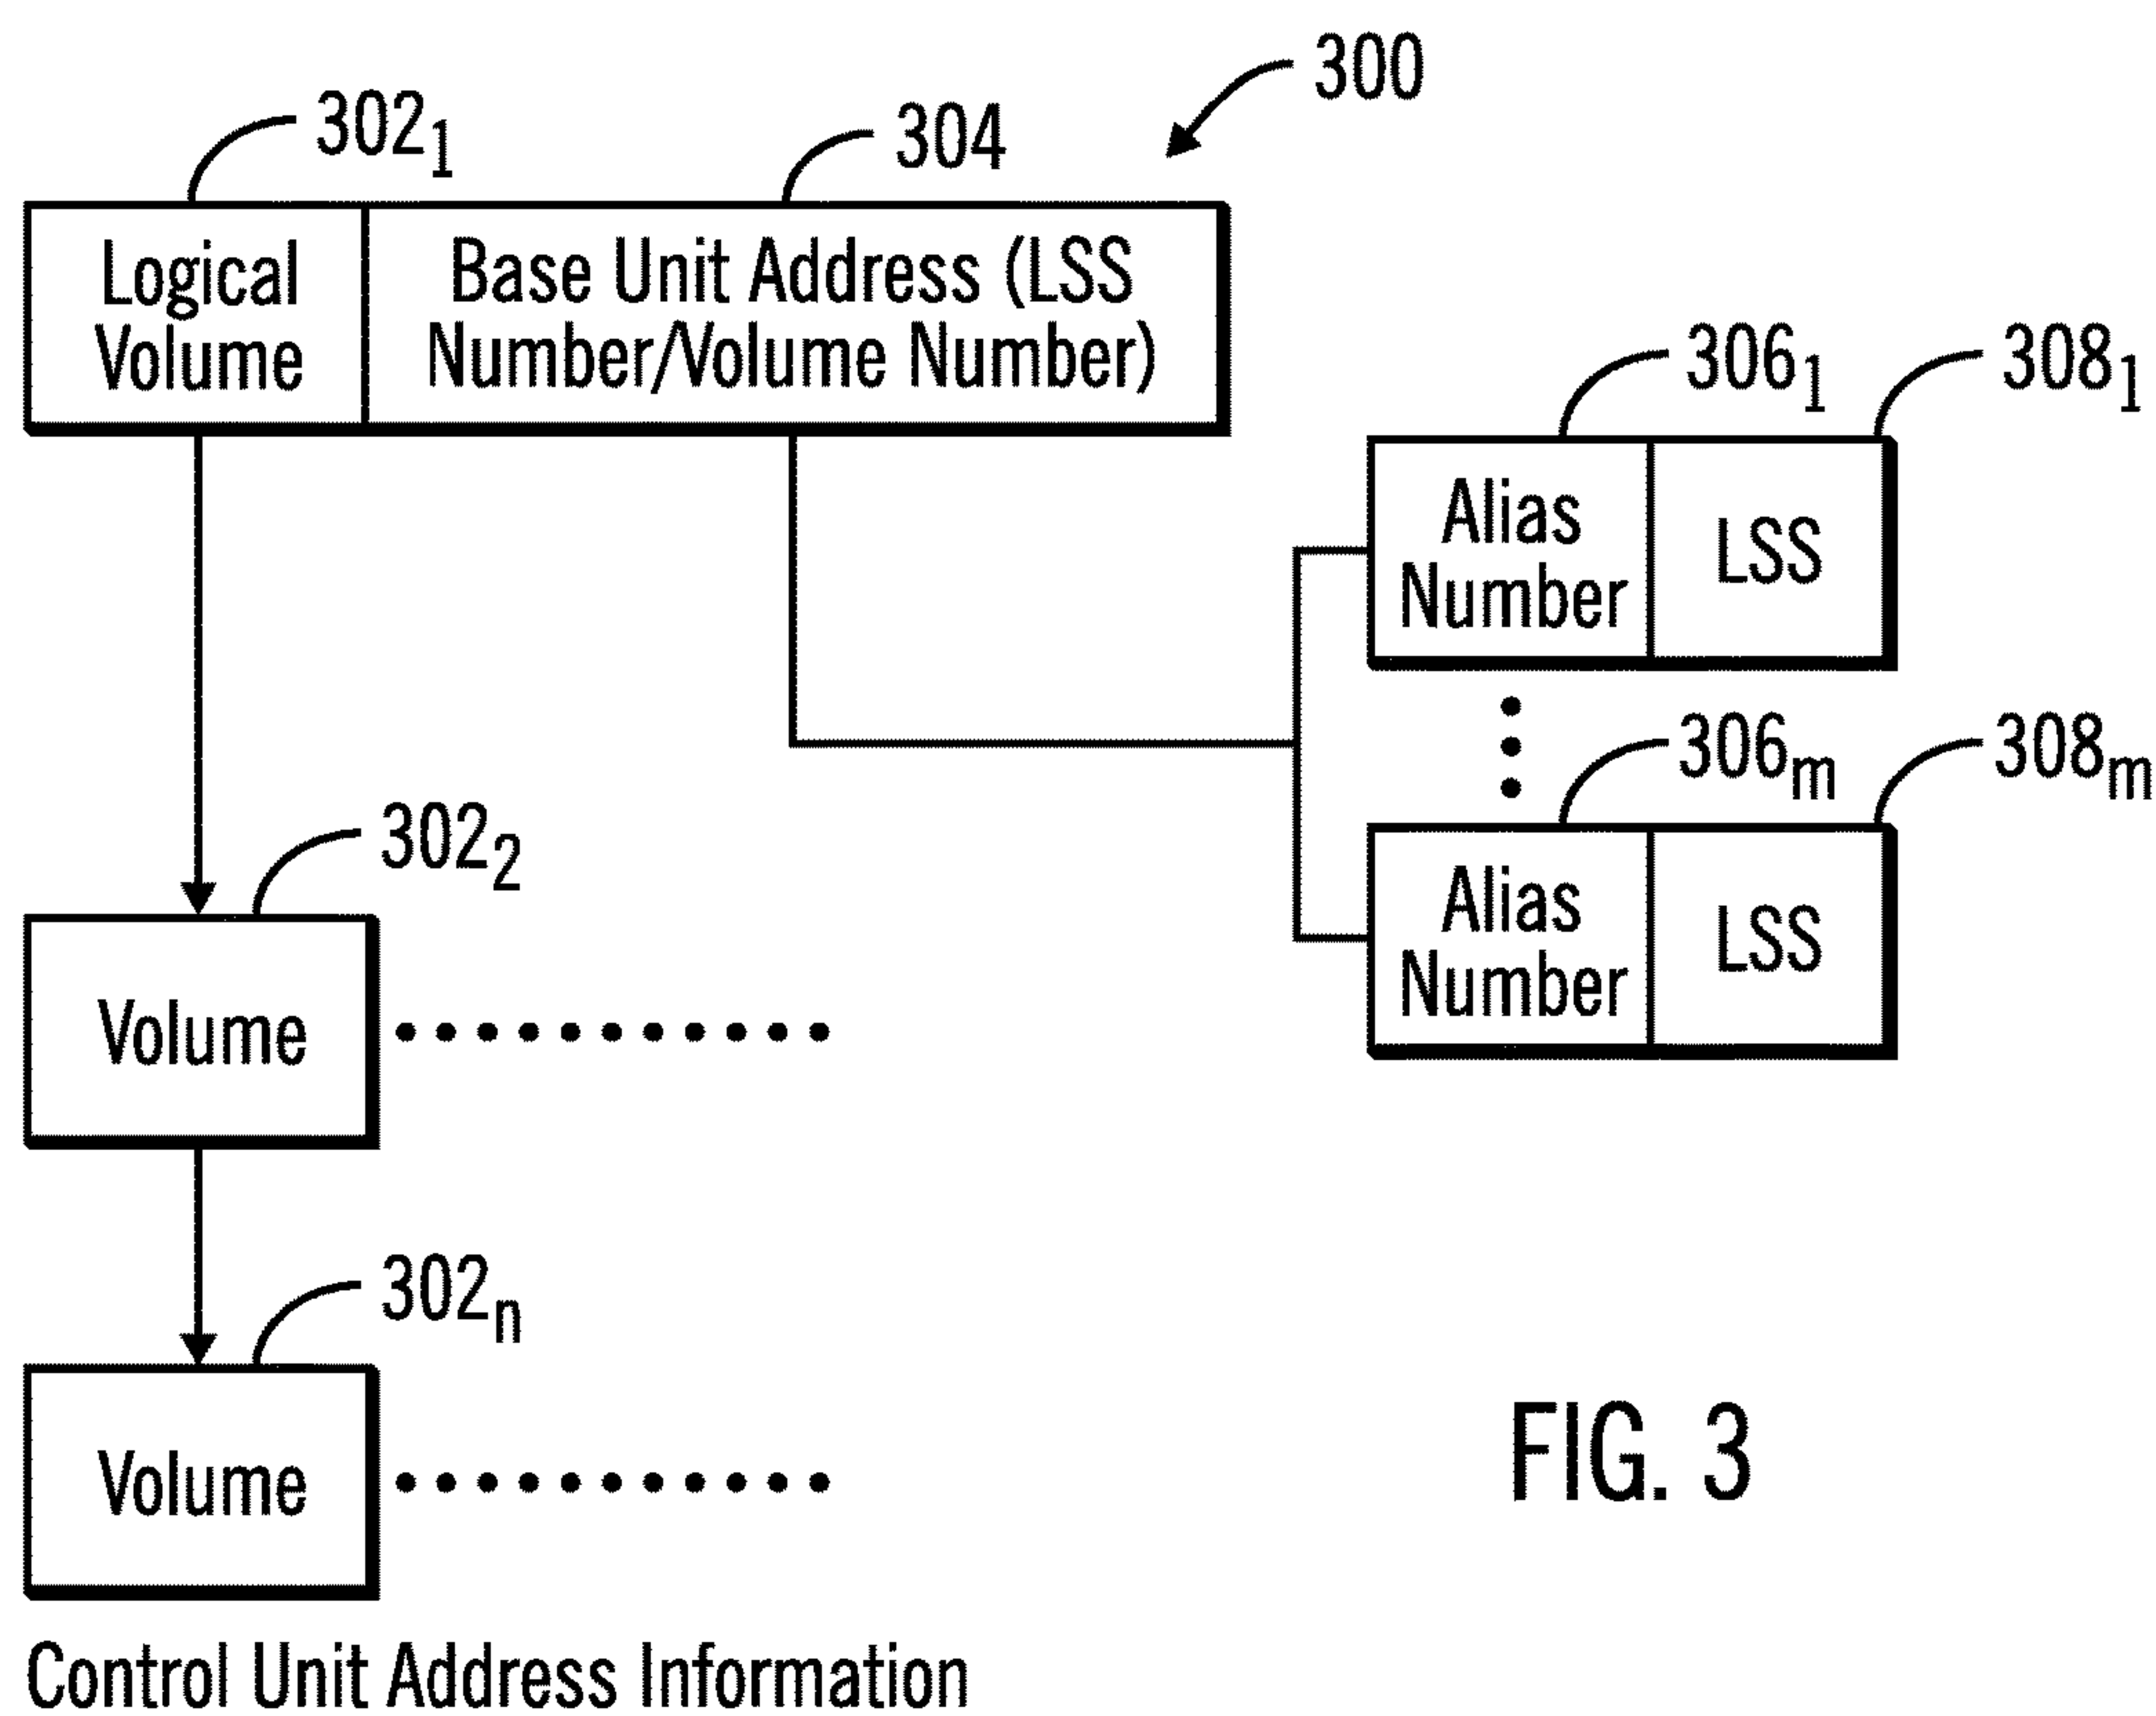 300
302₁
304
Logical
Volume
Base Unit Address (LSS
Number/Volume Number)
306₁
308₁
Alias
Number
LSS
306ₘ
308ₘ
Alias
Number
LSS
302₂
Volume
302ₙ
Volume
FIG. 3
Control Unit Address Information